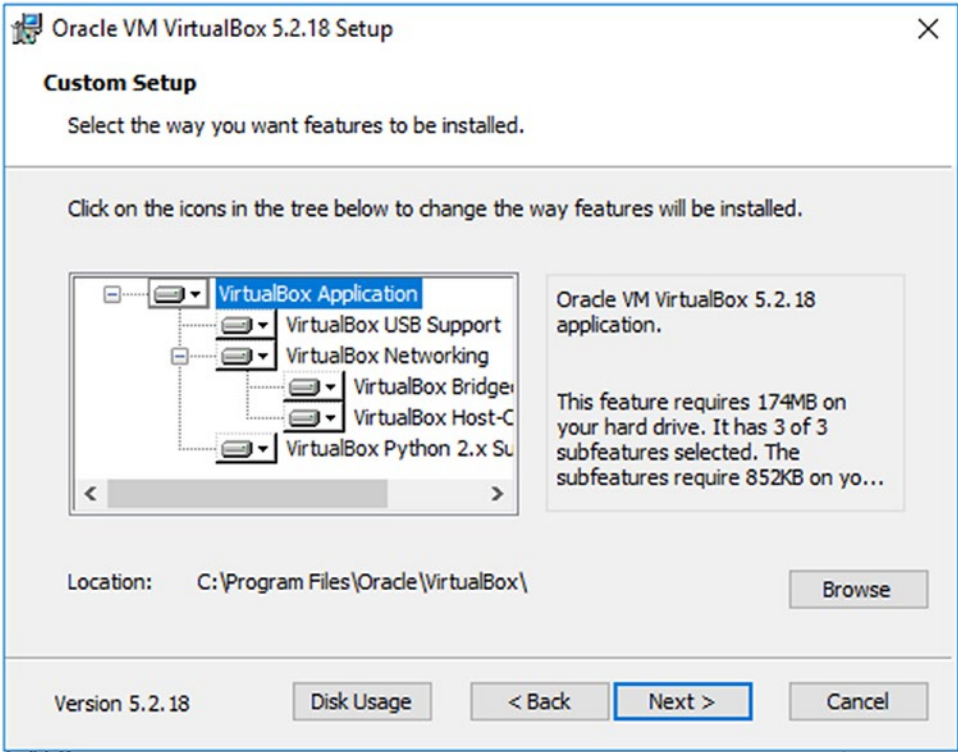 Oracle VM VirtualBox 5.2.18 Setup
Custom Setup
Select the way you want features to be installed.
Click on the icons in the tree below to change the way features will be installed.
VirtualBox Application
VirtualBox USB Support
VirtualBox Networking
VirtualBox Bridge
VirtualBox Host-C
VirtualBox Python 2.x Su
Oracle VM VirtualBox 5.2.18
application.
This feature requires 174MB on
your hard drive. It has 3 of 3
subfeatures selected. The
subfeatures require 852KB on yo...
Location: C:\Program Files\Oracle\VirtualBox\
Browse
Version 5.2.18
Disk Usage
< Back
Next >
Cancel